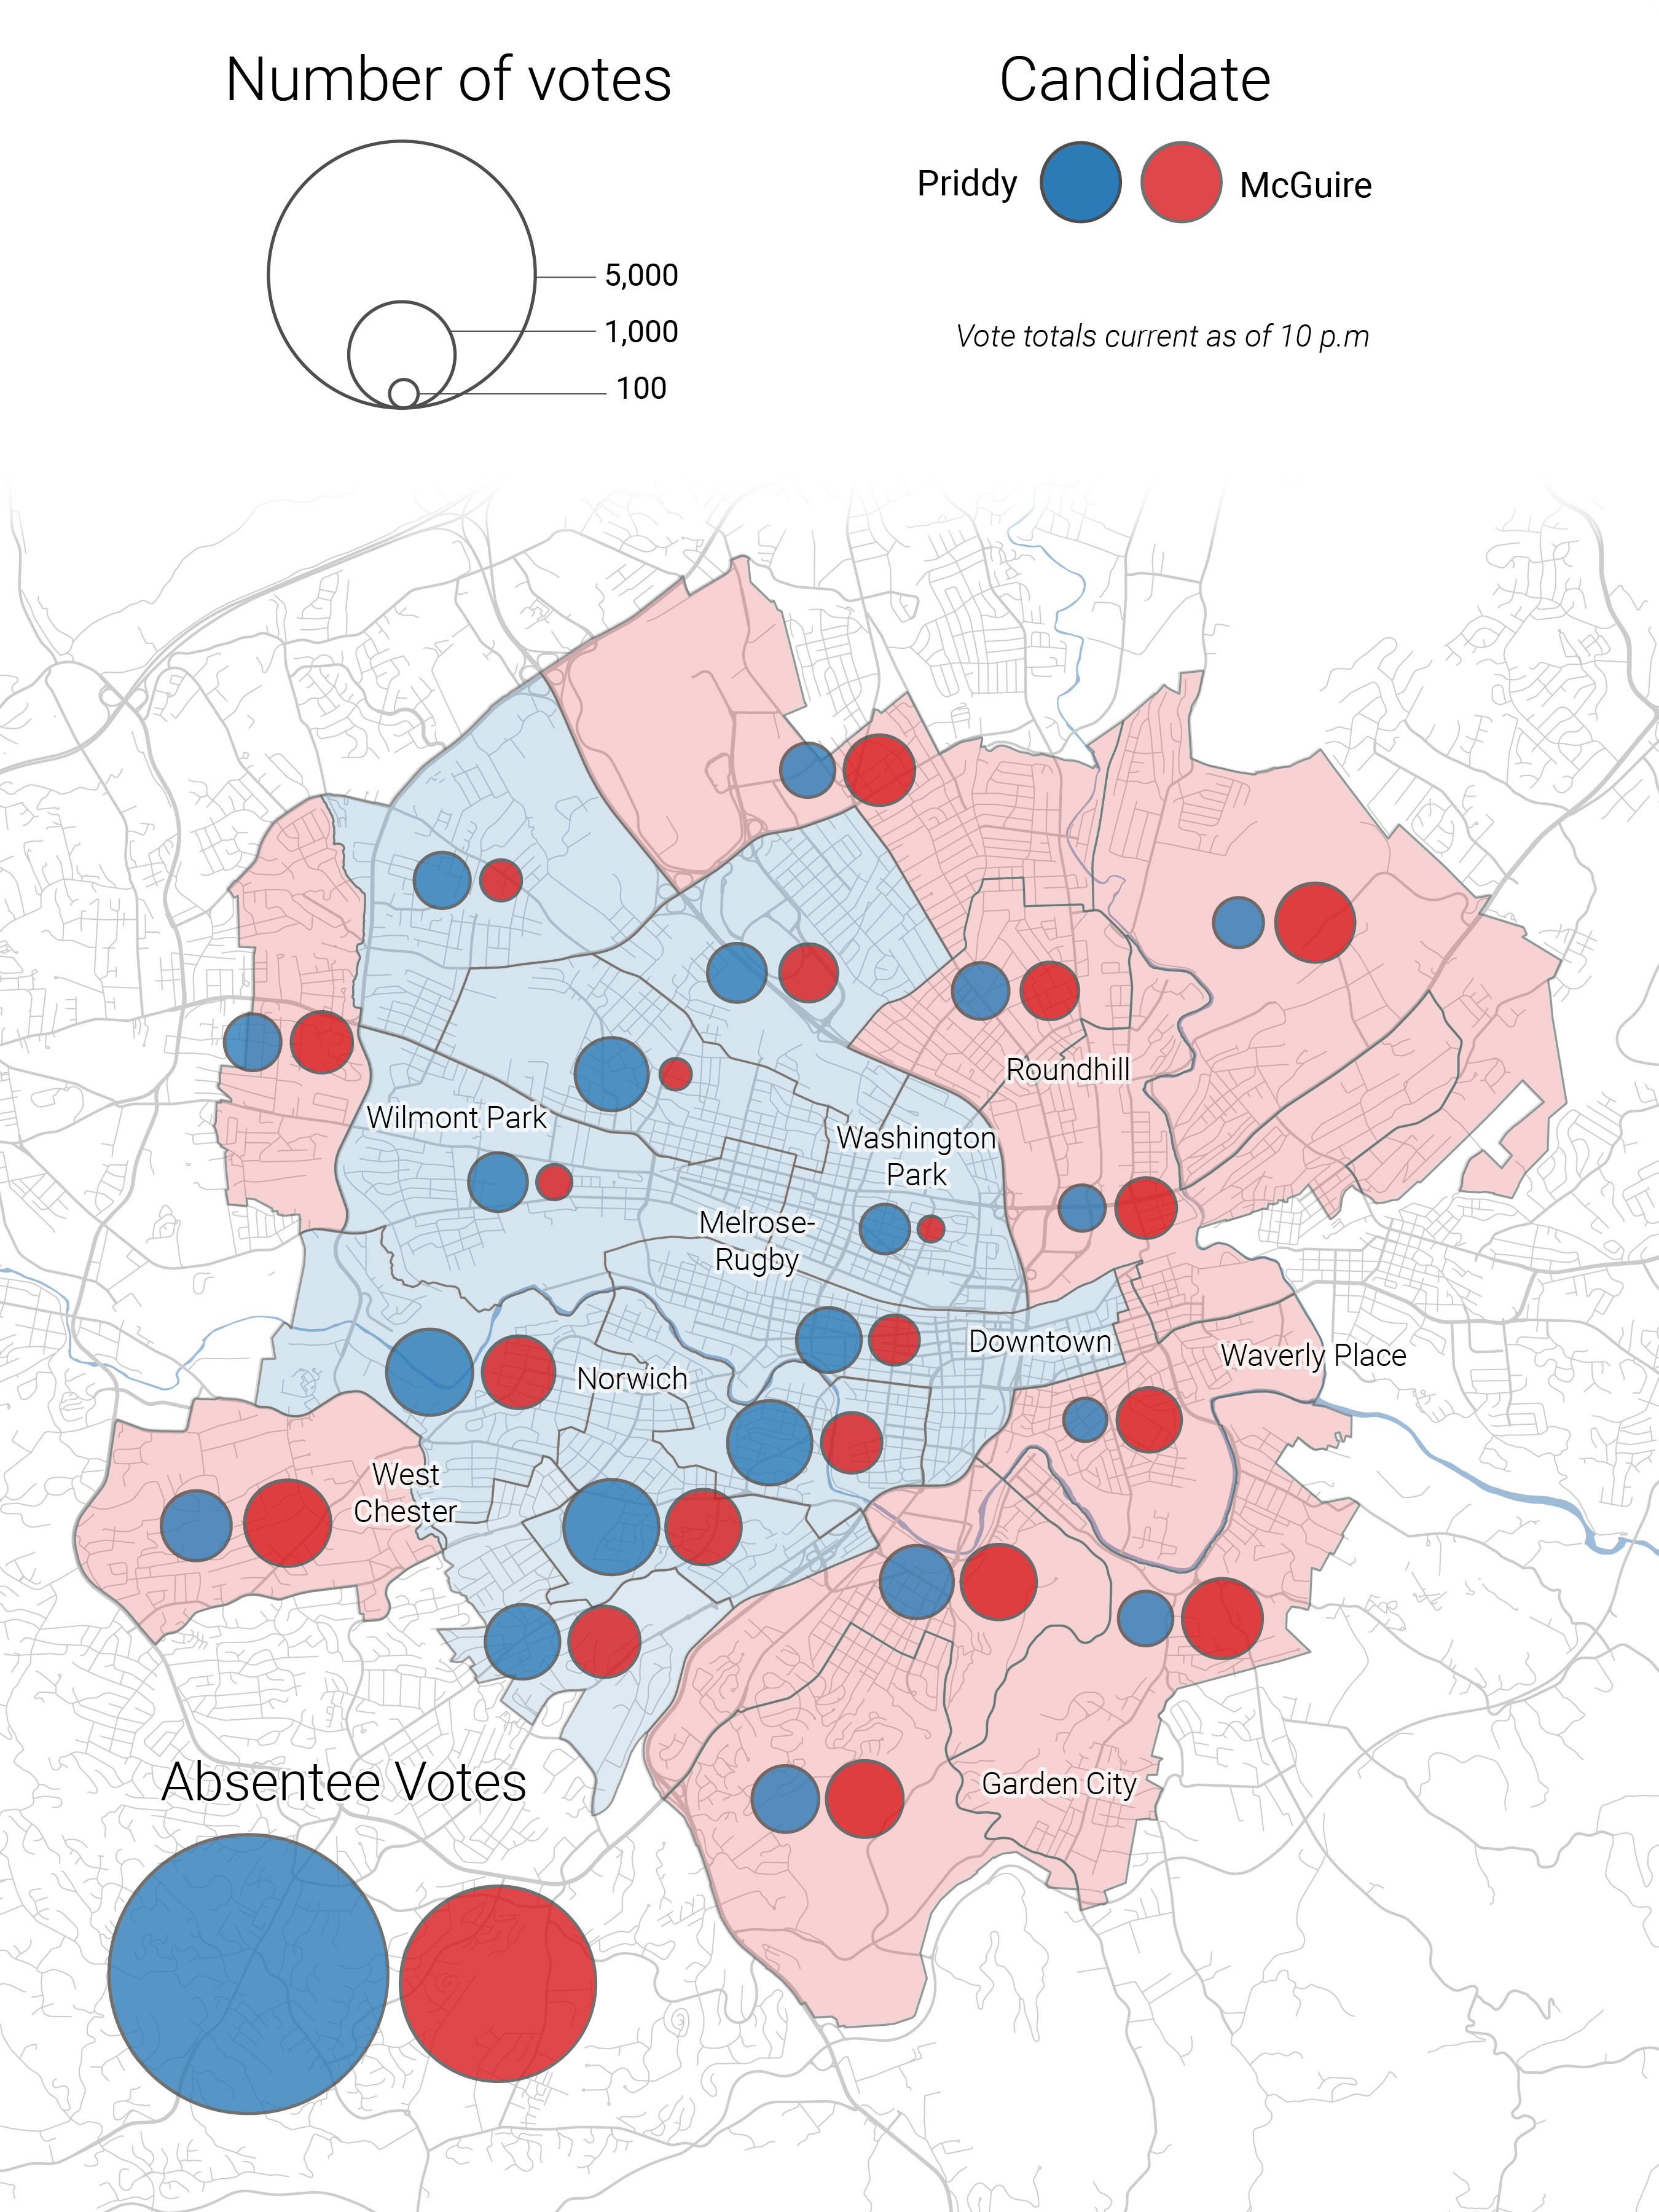 Number of votes
Candidate
Priddy
McGuire
5,000
1,000
100
Vote totals current as of 10 p.m
Roundhill
Wilmont Park
Washington
Park
Melrose-
Rugby
Downtown
Waverly Place
Norwich
West
Chester
Garden City
Absentee Votes